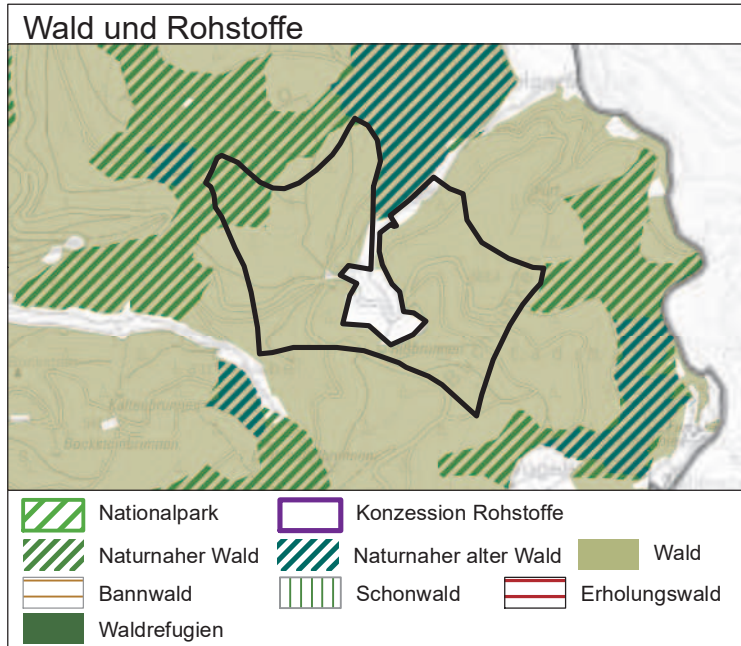 Wald und Rohstoffe
Nationalpark
Konzession Rohstoffe
Naturnaher Wald
Naturnaher alter Wald
Wald
Bannwald
Schonwald
Erholungswald
Waldrefugien